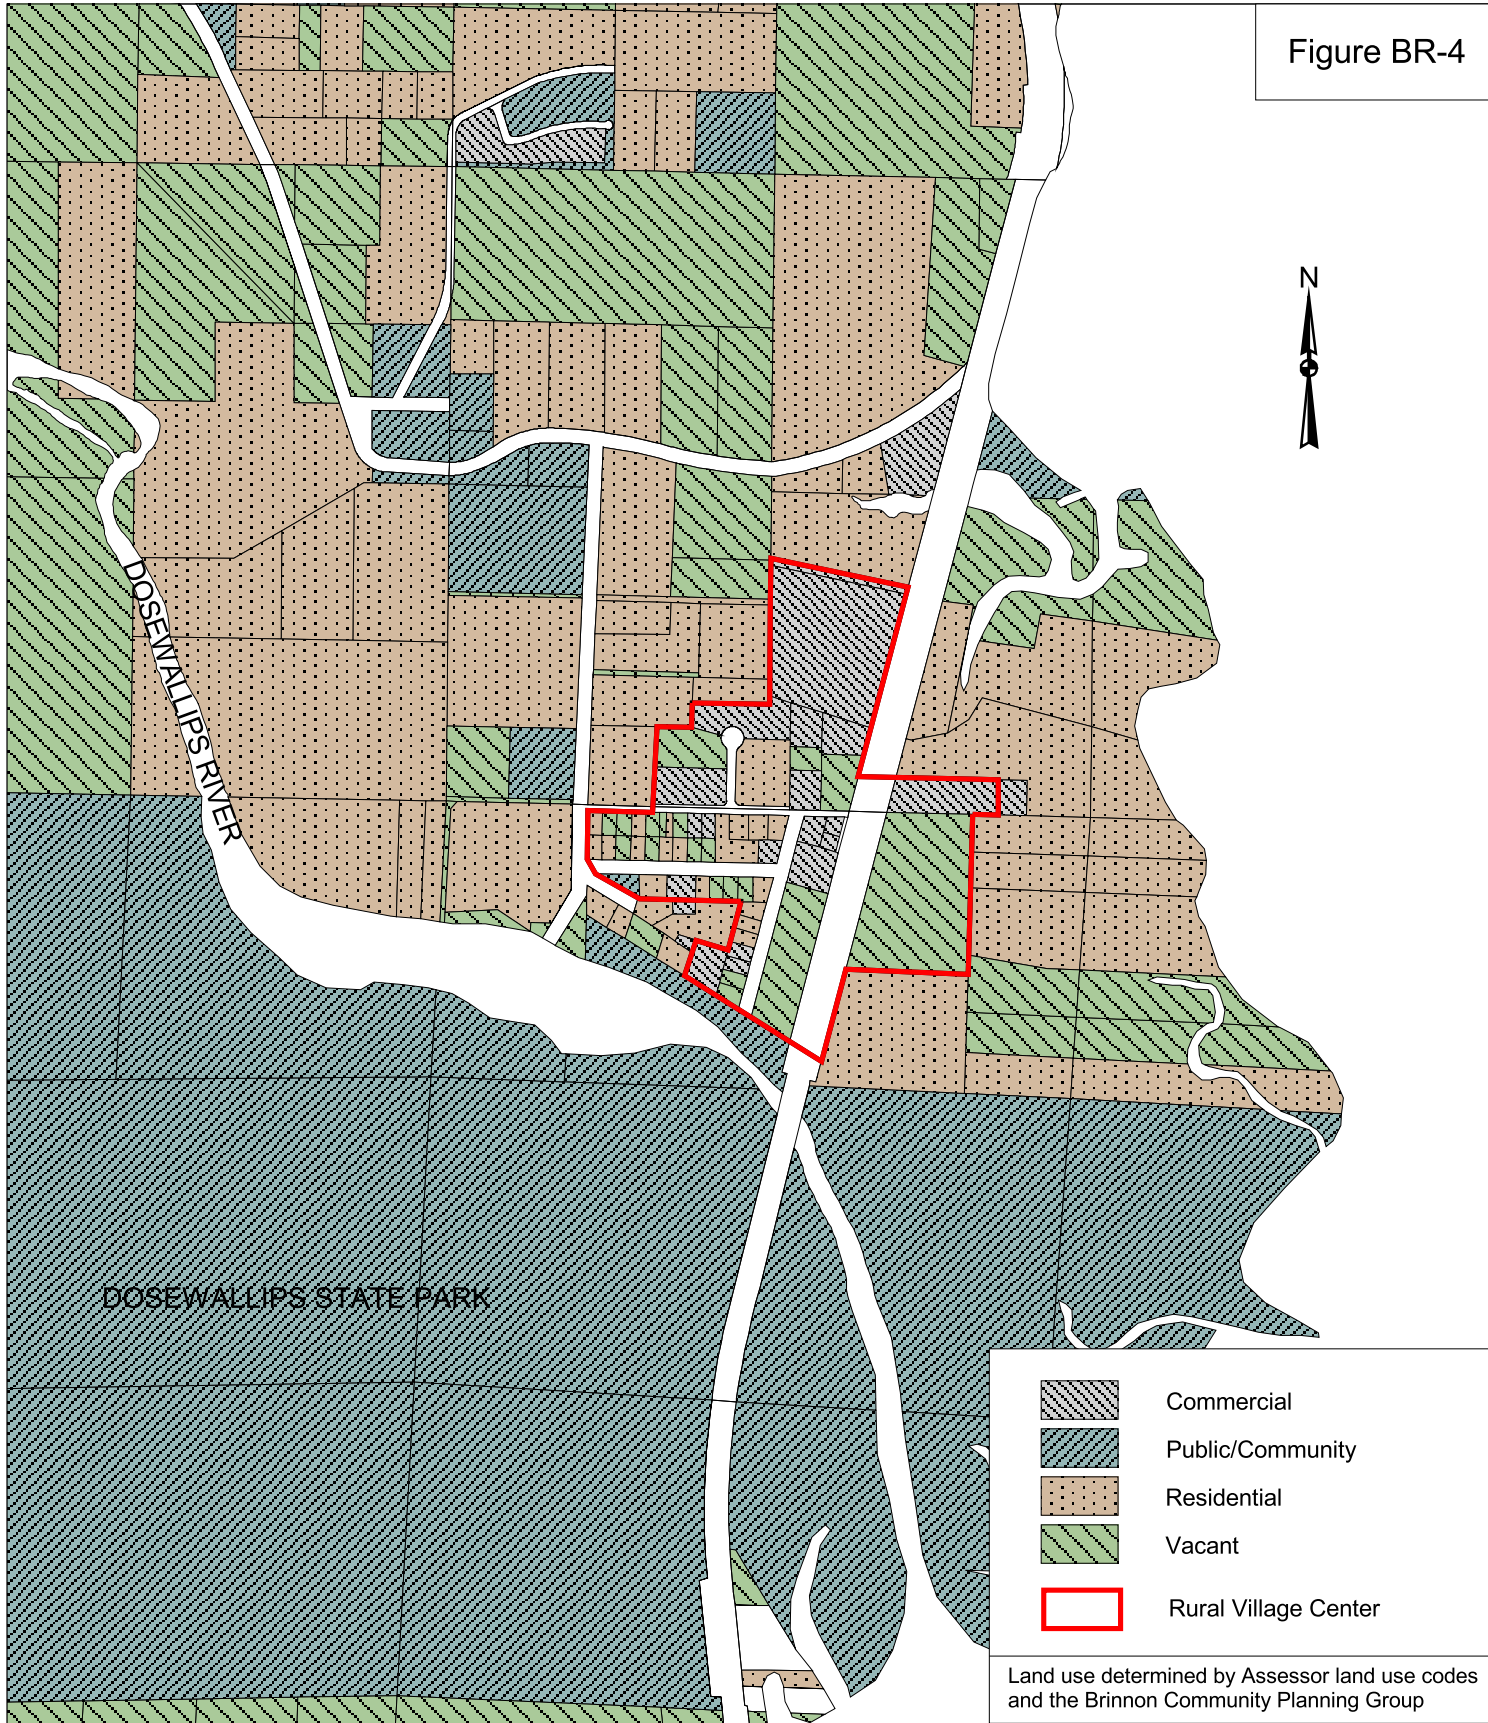 Figure BR-4
N
DOSEWALLIPS RIVER
DOSEWALLIPS STATE PARK
Commercial
Public/Community
Residential
Vacant
Rural Village Center
Land use determined by Assessor land use codes
and the Brinnon Community Planning Group